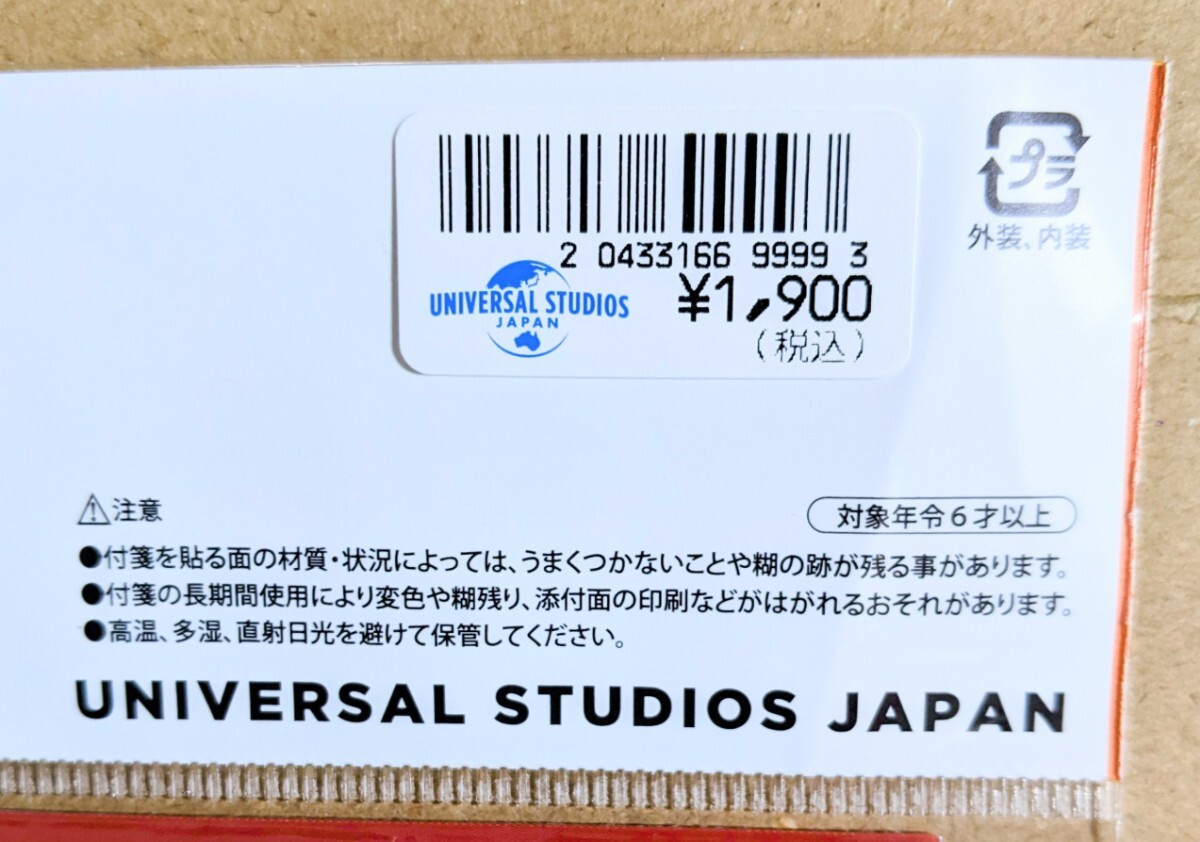 プラ
外装、内装
2 0433166 9999 3
UNIVERSAL STUDIOS
JAPAN
¥1,900
(税込)
⚠注意
対象年令6才以上
●付箋を貼る面の材質・状況によっては、うまくつかないことや糊の跡が残る事があります。
●付箋の長期間使用により変色や糊残り、添付面の印刷などがはがれるおそれがあります。
●高温、多湿、直射日光を避けて保管してください。
UNIVERSAL STUDIOS JAPAN